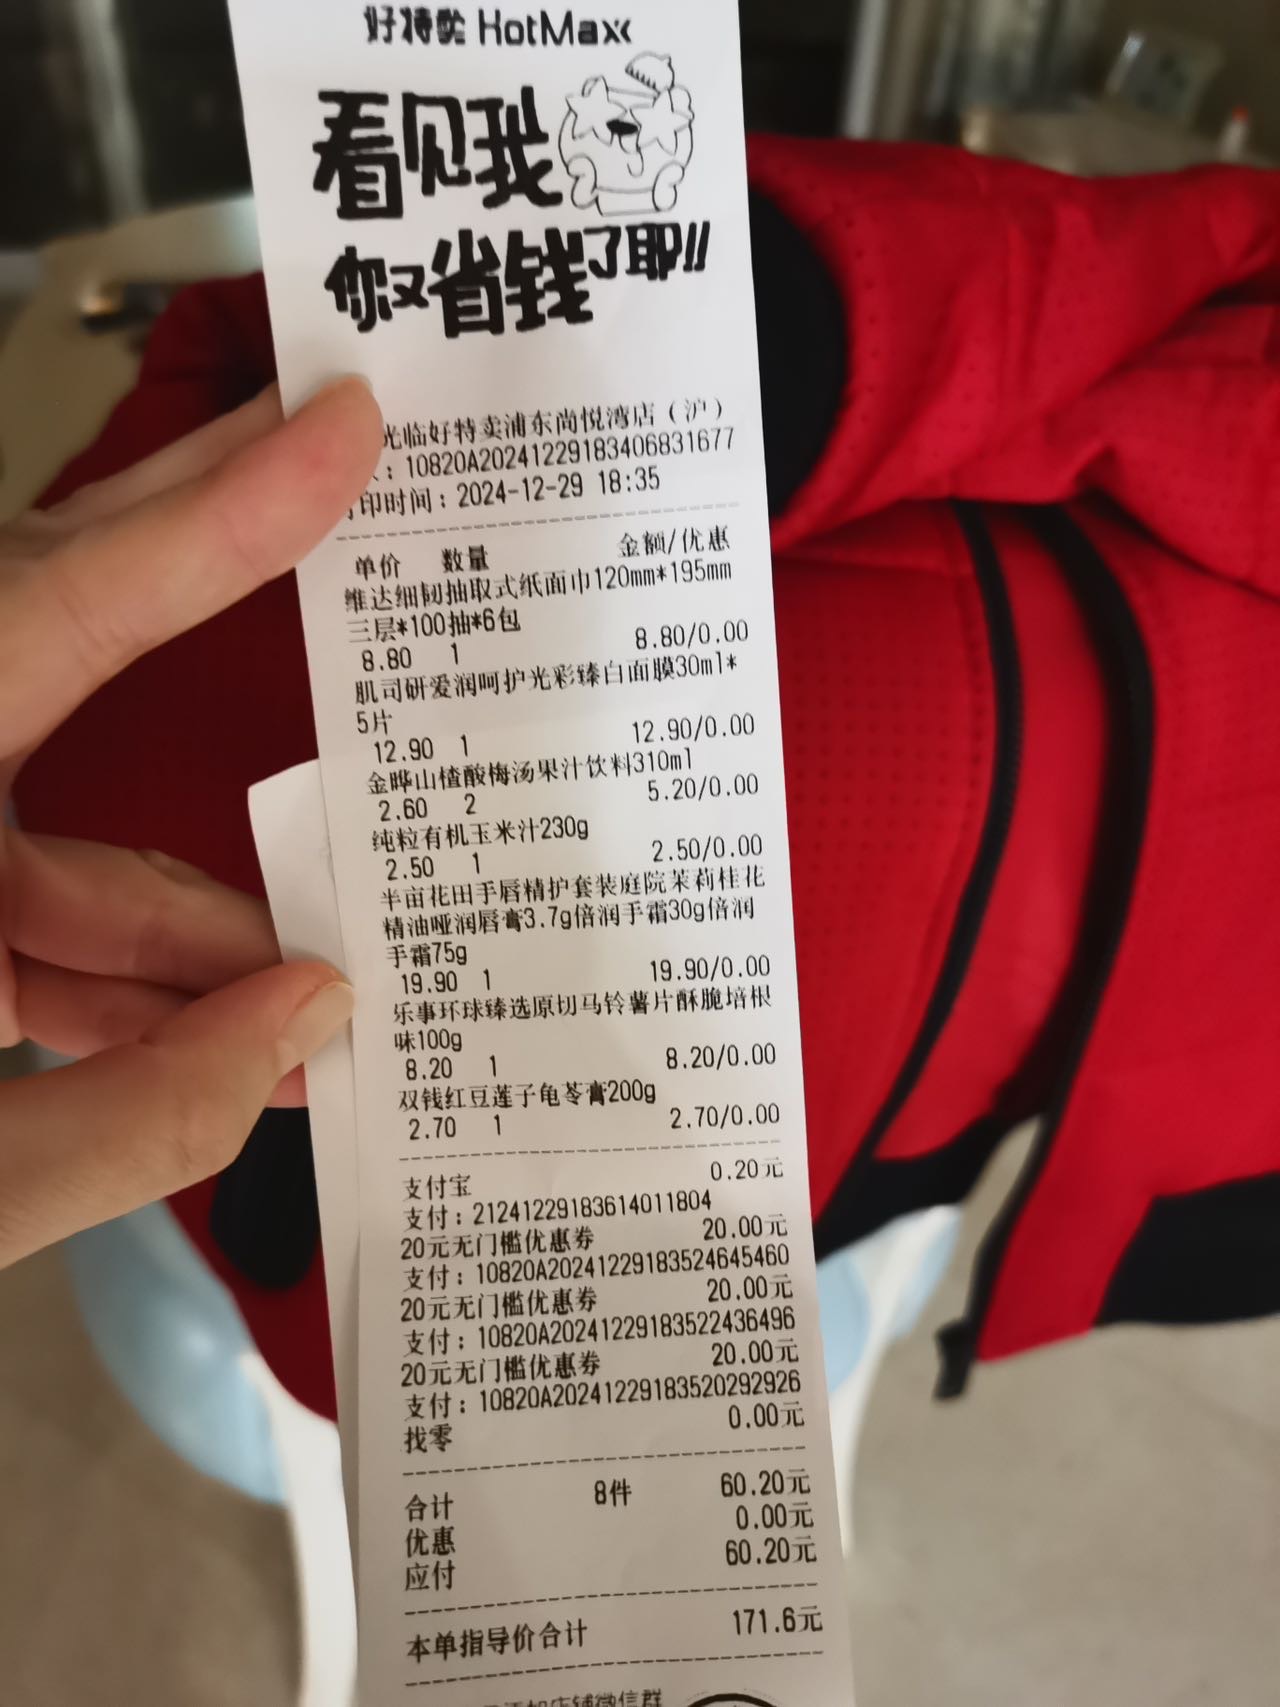 好特卖 HotMaxx
看见我
你又省钱了耶!!
光临好特卖浦东尚悦湾店（沪）
: 10820A20241229183406831677
印时间: 2024-12-29 18:35
单价 数量 金额/优惠
维达细韧抽取式纸面巾120mm*195mm
三层*100抽*6包
8.80 1 8.80/0.00
肌司研爱润呵护光彩臻白面膜30ml*
5片
12.90 1 12.90/0.00
金晔山楂酸梅汤果汁饮料310ml
2.60 2 5.20/0.00
纯粒有机玉米汁230g
2.50 1 2.50/0.00
半亩花田手唇精护套装庭院茉莉桂花
精油哑润唇膏3.7g倍润手霜30g倍润
手霜75g
19.90 1 19.90/0.00
乐事环球臻选原切马铃薯片酥脆培根
味100g
8.20 1 8.20/0.00
双钱红豆莲子龟苓膏200g
2.70 1 2.70/0.00
支付宝 0.20元
支付: 21241229183614011804
20元无门槛优惠券 20.00元
支付: 10820A20241229183524645460
20元无门槛优惠券 20.00元
支付: 10820A20241229183522436496
20元无门槛优惠券 20.00元
支付: 10820A20241229183520292926
找零 0.00元
合计 8件 60.20元
优惠 0.00元
应付 60.20元
本单指导价合计 171.6元
店铺微信群